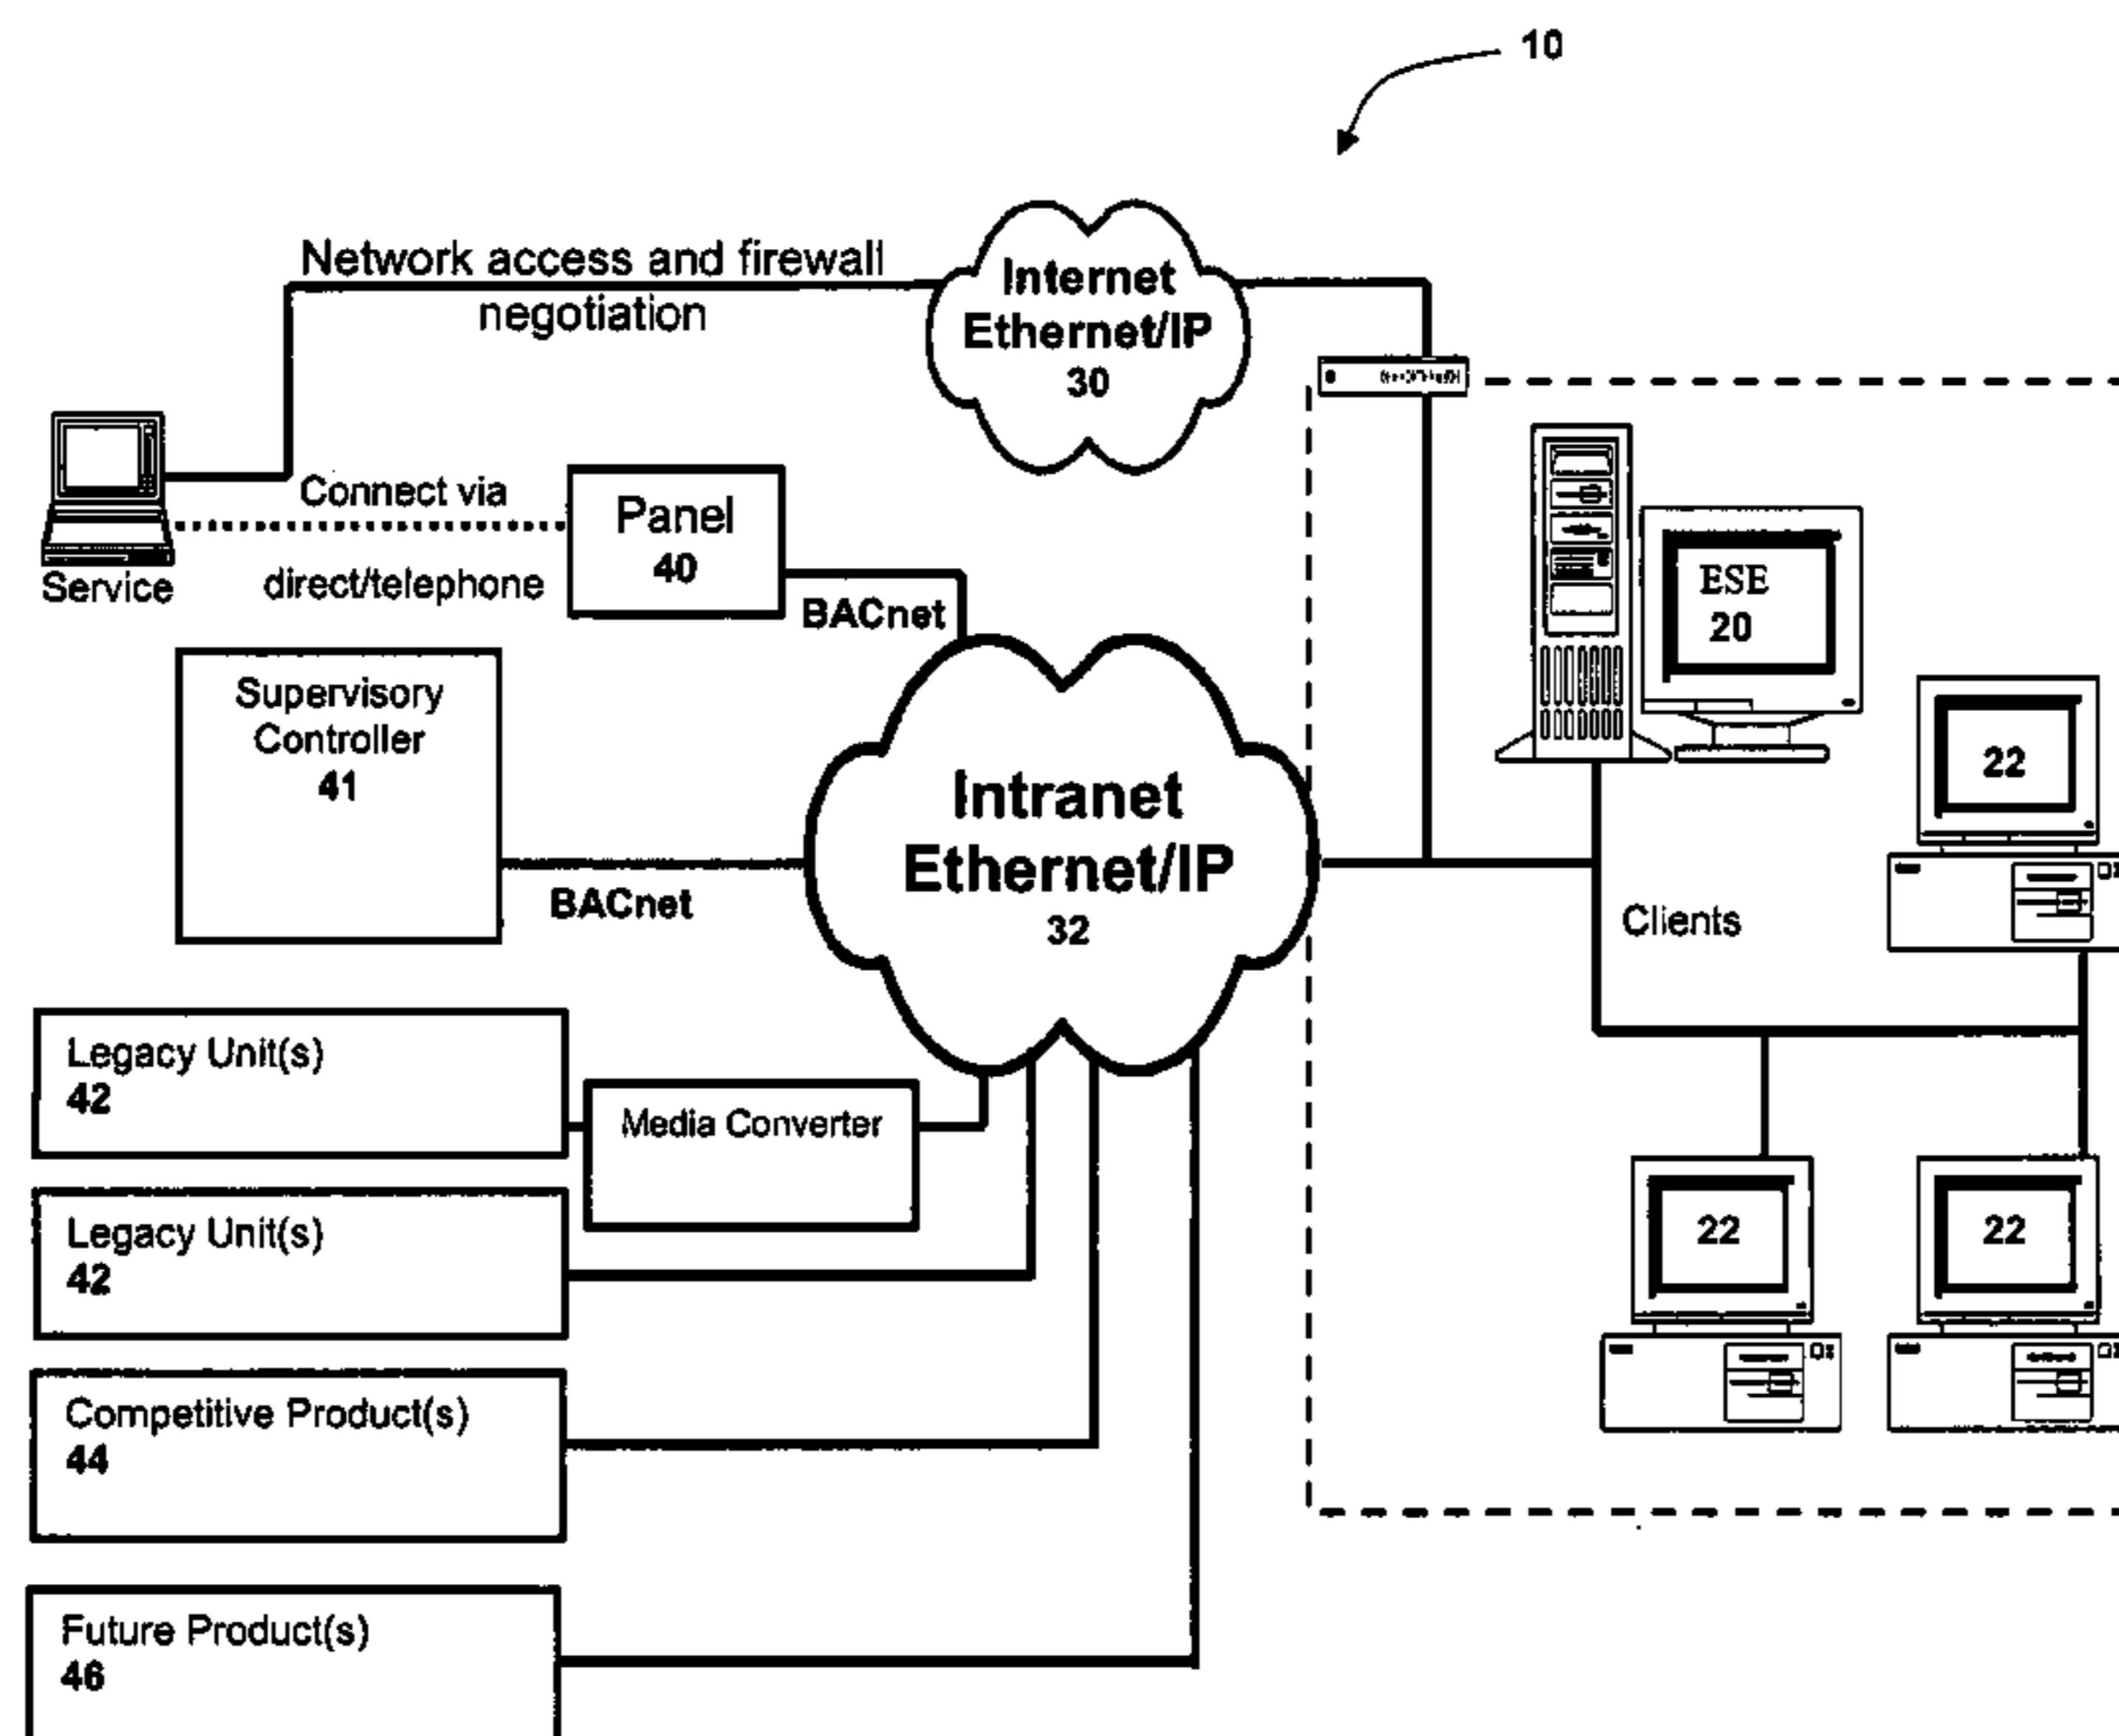 10
Network access and firewall
negotiation
Internet
Ethernet/IP
30
Connect via
direct/telephone
Service
Panel
40
BACnet
ESE
20
Supervisory
Controller
41
BACnet
Intranet
Ethernet/IP
32
22
Clients
Legacy Unit(s)
42
Media Converter
Legacy Unit(s)
42
22
22
Competitive Product(s)
44
Future Product(s)
46